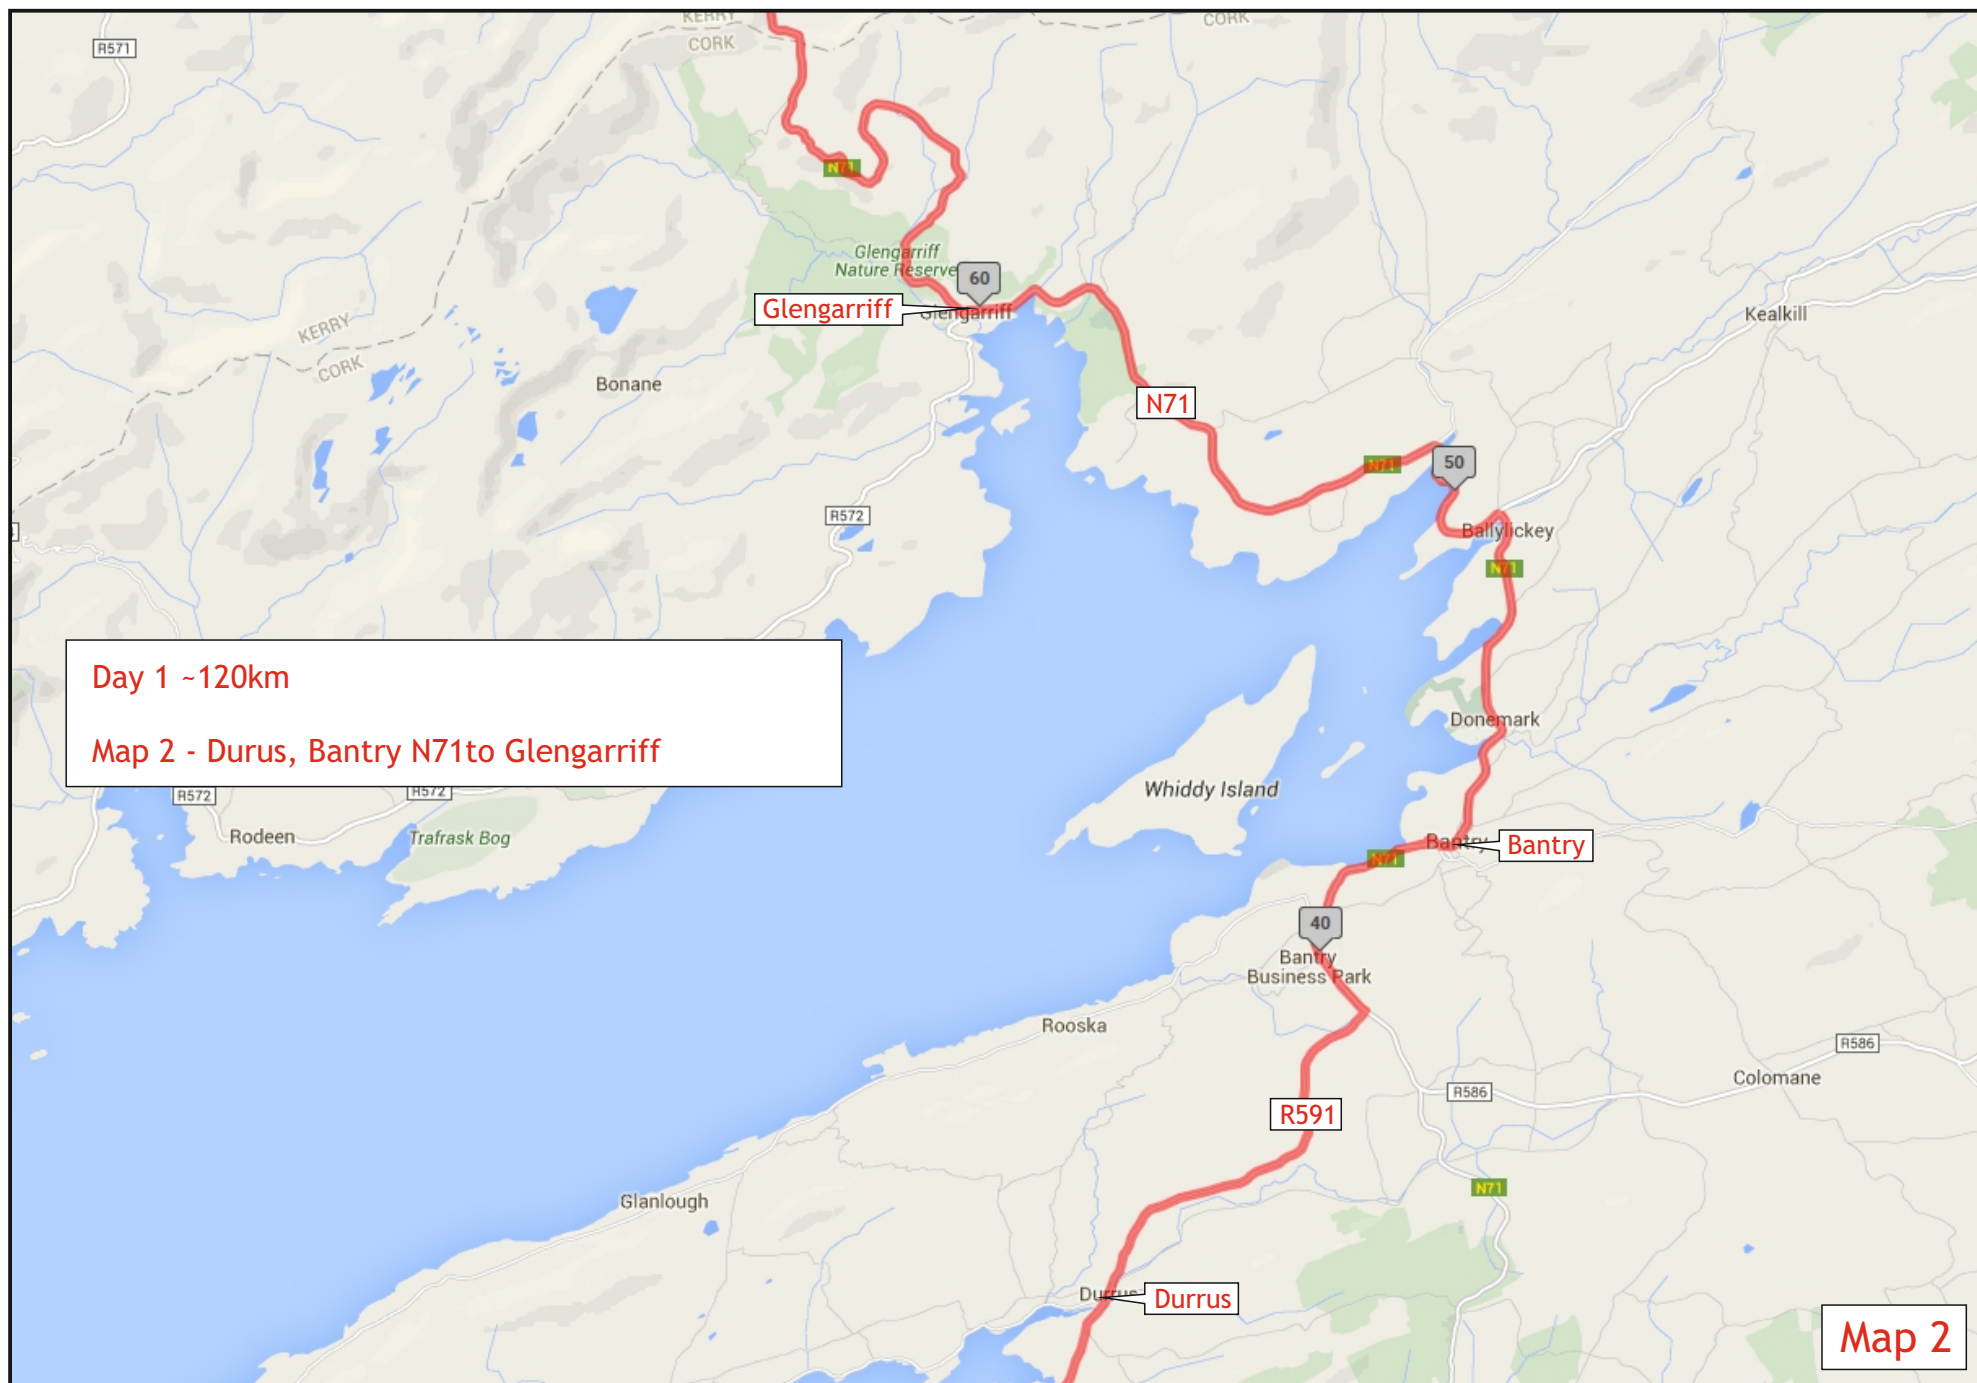 KERRY
CORK
CORK
R571
N71
Glengarriff
Nature Reserve
60
Glengarriff
Glengarriff
Kealkill
KERRY
CORK
Bonane
N71
N71
50
R572
Ballylickey
N71
Day 1 ~120km
Map 2 - Durus, Bantry N71to Glengarriff
Donemark
Whiddy Island
R572
R572
Rodeen
Trafrask Bog
Bantry
Bantry
N71
40
Bantry
Business Park
Rooska
R586
Colomane
R586
R591
N71
Glanlough
Durrus
Durrus
Map 2